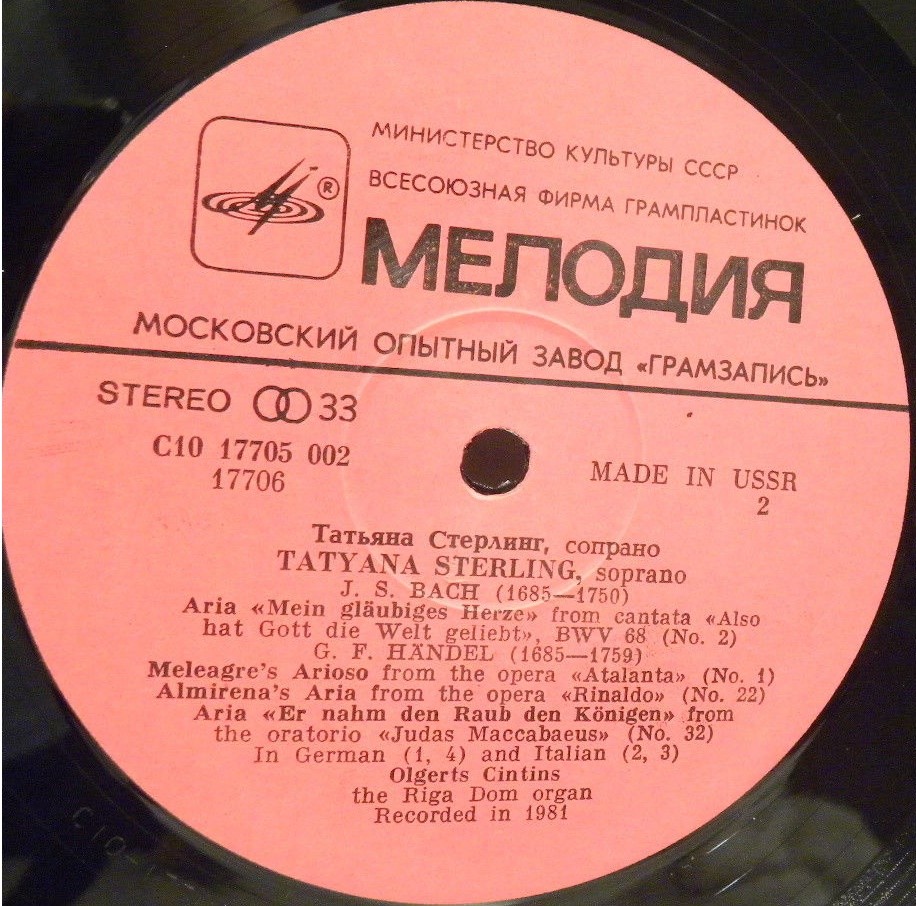 МИНИСТЕРСТВО КУЛЬТУРЫ СССР
ВСЕСОЮЗНАЯ ФИРМА ГРАМПЛАСТИНОК
®
МЕЛОДИЯ
МОСКОВСКИЙ ОПЫТНЫЙ ЗАВОД «ГРАМЗАПИСЬ»
STEREO 33
C10 17705 002
17706
MADE IN USSR
2
Татьяна Стерлинг, сопрано
TATYANA STERLING, soprano
J. S. BACH (1685—1750)
Aria «Mein gläubiges Herze» from cantata «Also
hat Gott die Welt geliebt», BWV 68 (No. 2)
G. F. HÄNDEL (1685—1759)
Meleagre's Arioso from the opera «Atalanta» (No. 1)
Almirena's Aria from the opera «Rinaldo» (No. 22)
Aria «Er nahm den Raub den Königen» from
the oratorio «Judas Maccabaeus» (No. 32)
In German (1, 4) and Italian (2, 3)
Olgerts Cintins
the Riga Dom organ
Recorded in 1981